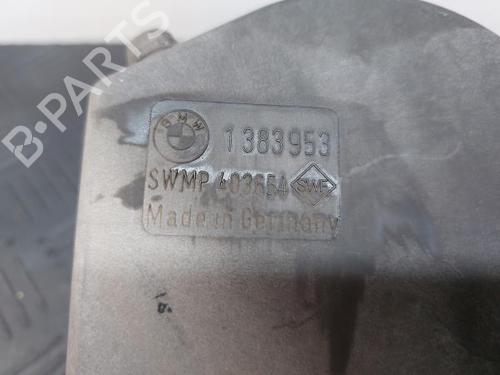 B-PARTS
BMW 1383953
SWMP 403654 SWF
Made in Germany